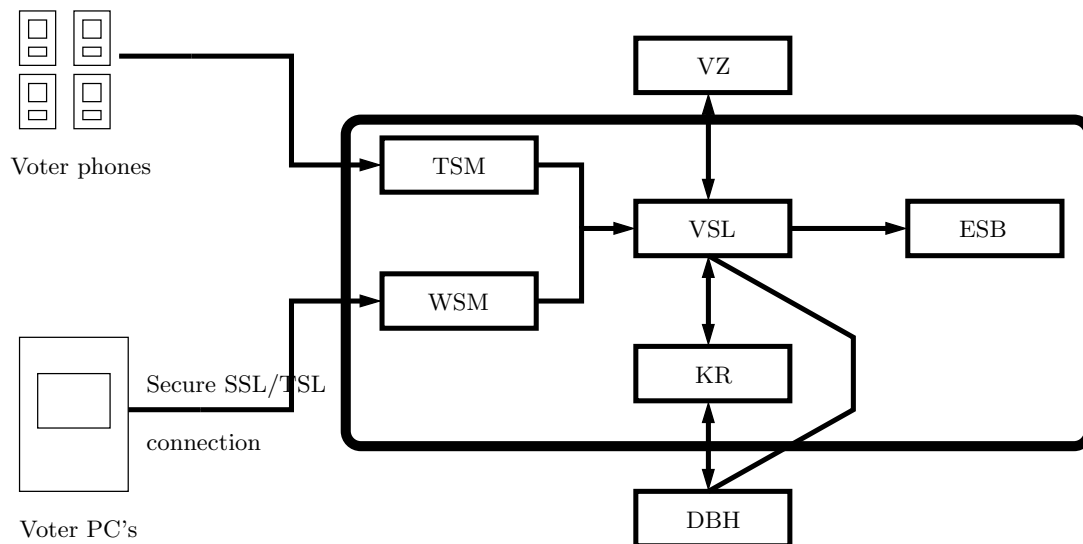 VZ
Voter phones
TSM
VSL
ESB
WSM
KR
Secure SSL/TSL
connection
DBH
Voter PC's